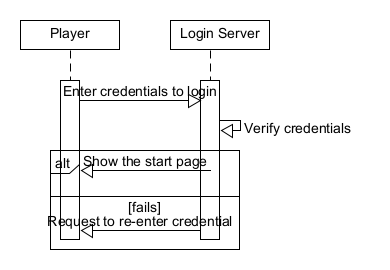 Player
Login Server
Enter credentials to login
Verify credentials
alt
Show the start page
[fails]
Request to re-enter credential